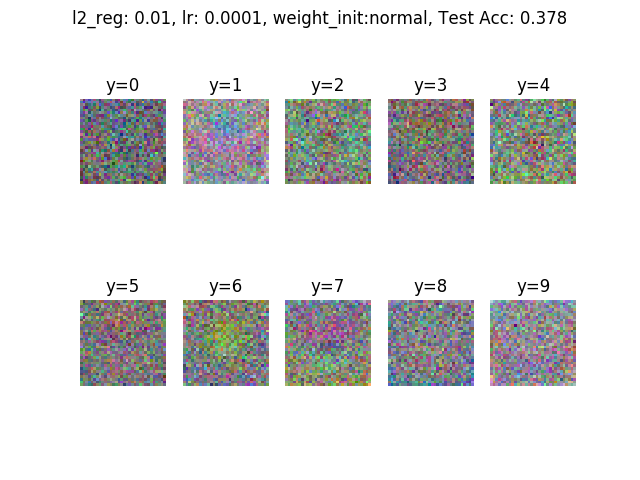 l2_reg: 0.01, lr: 0.0001, weight_init:normal, Test Acc: 0.378
y=0 y=1 y=2 y=3 y=4
y=5 y=6 y=7 y=8 y=9